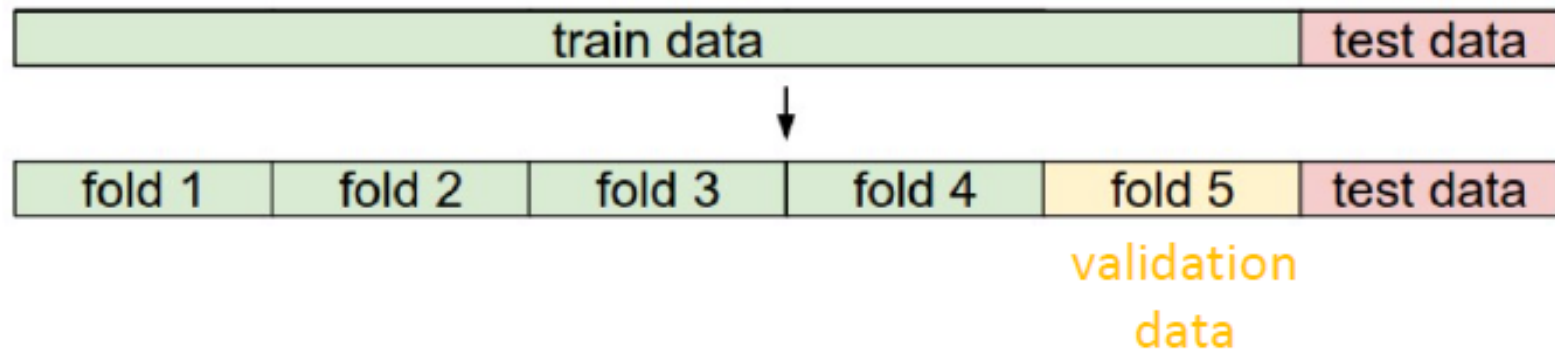 train data test data
fold 1 fold 2 fold 3 fold 4 fold 5 test data
validation
data